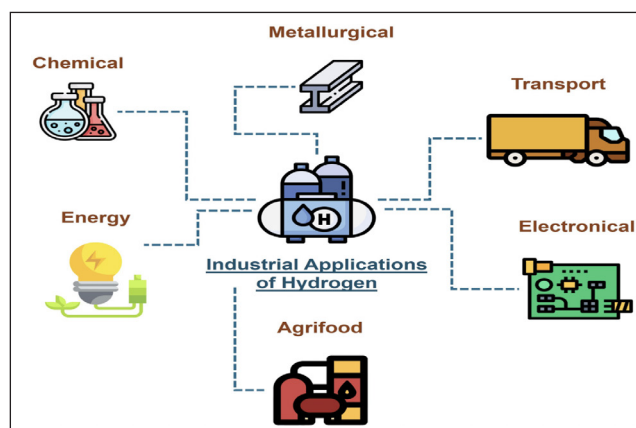 Metallurgical
Chemical
Transport
H
Energy
Electronical
Industrial Applications
of Hydrogen
Agrifood